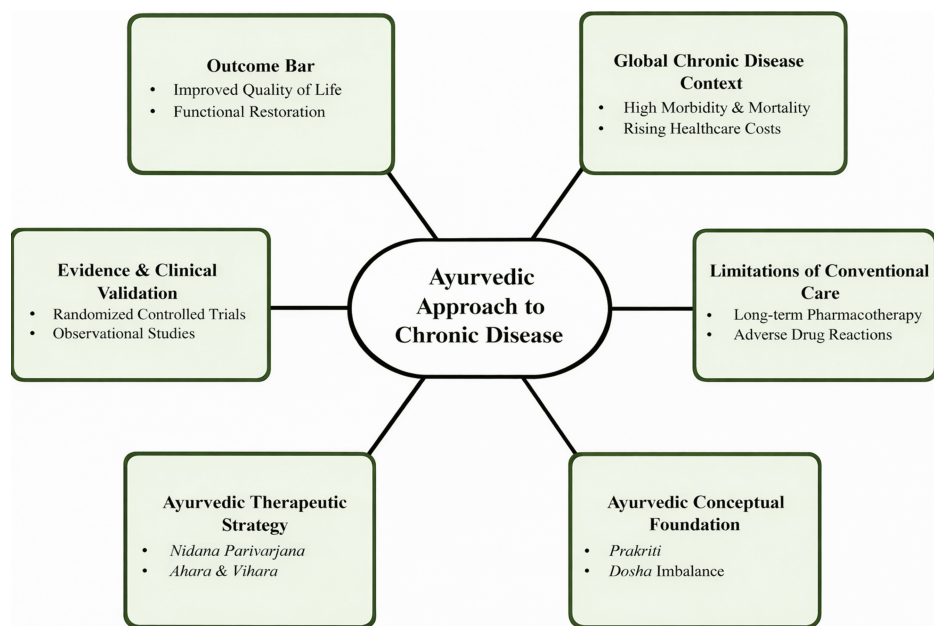 Outcome Bar
• Improved Quality of Life
• Functional Restoration
Global Chronic Disease
Context
• High Morbidity & Mortality
• Rising Healthcare Costs
Evidence & Clinical
Validation
• Randomized Controlled Trials
• Observational Studies
Ayurvedic
Approach to
Chronic Disease
Limitations of Conventional
Care
• Long-term Pharmacotherapy
• Adverse Drug Reactions
Ayurvedic Therapeutic
Strategy
• Nidana Parivarjana
• Ahara & Vihara
Ayurvedic Conceptual
Foundation
• Prakriti
• Dosha Imbalance